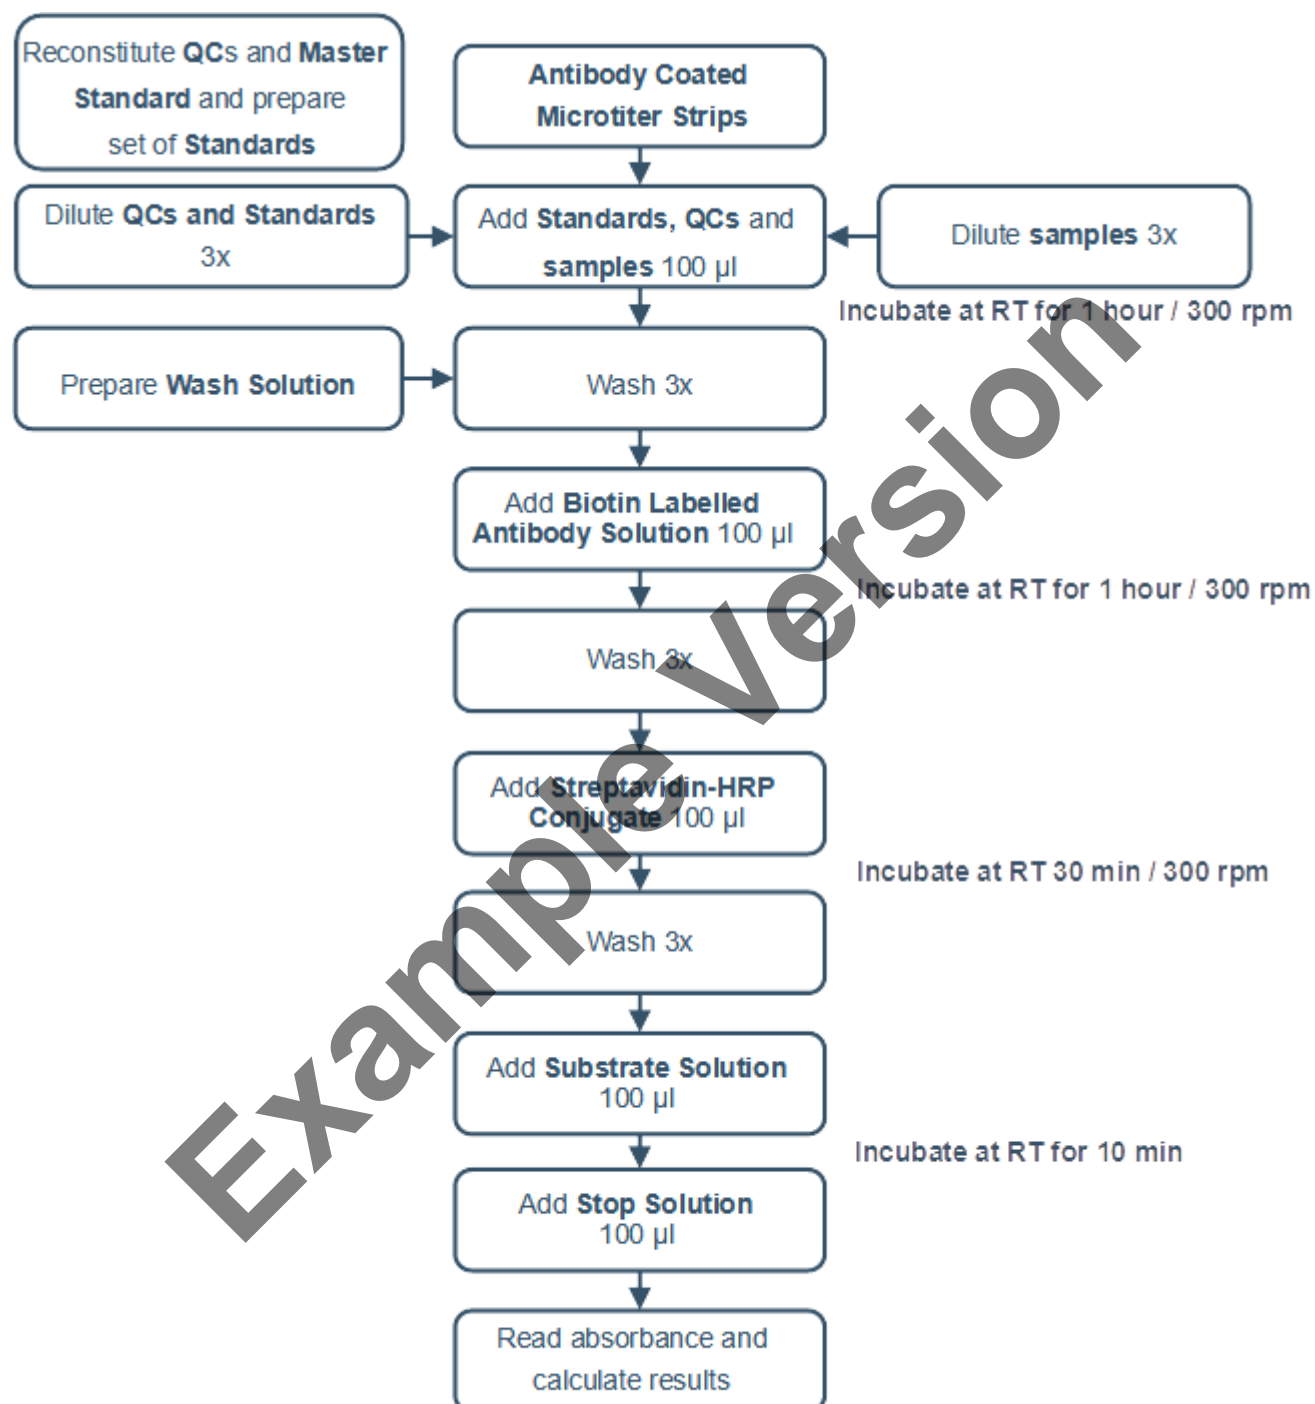 Reconstitute QCs and Master
Standard and prepare
set of Standards
Antibody Coated
Microtiter Strips
Dilute QCs and Standards
3x
Add Standards, QCs and
samples 100 µl
Dilute samples 3x
Incubate at RT for 1 hour / 300 rpm
Prepare Wash Solution
Wash 3x
Add Biotin Labelled
Antibody Solution 100 µl
Incubate at RT for 1 hour / 300 rpm
Wash 3x
Add Streptavidin-HRP
Conjugate 100 µl
Incubate at RT 30 min / 300 rpm
Wash 3x
Add Substrate Solution
100 µl
Incubate at RT for 10 min
Add Stop Solution
100 µl
Read absorbance and
calculate results
Example Version